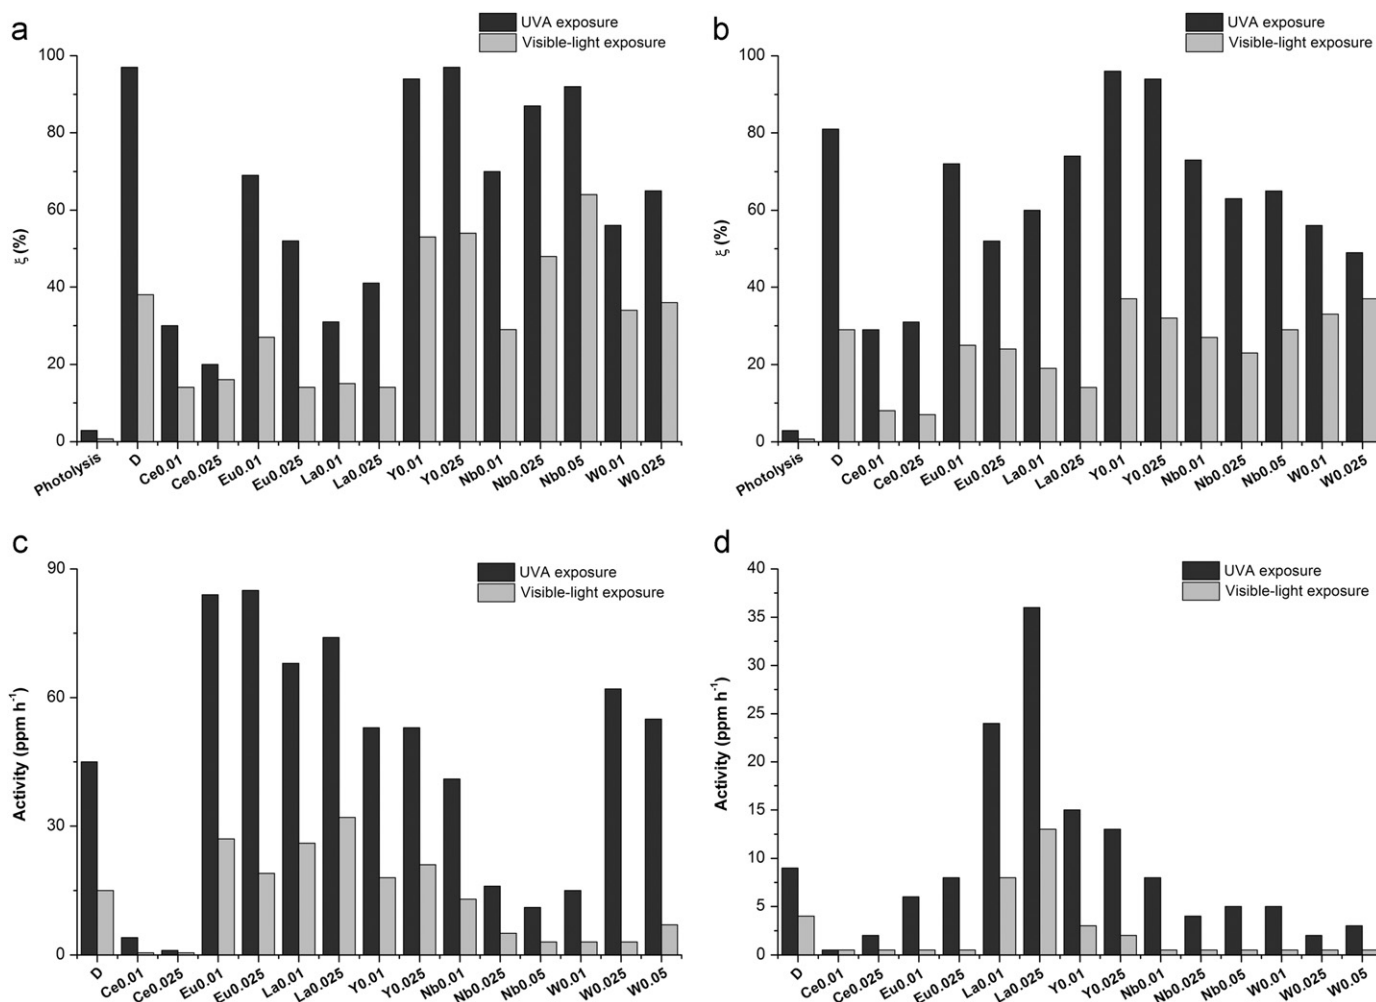 a
UVA exposure
Visible-light exposure
100
80
60
40
20
0
ξ (%)
Photolysis
D
Ce0.01
Ce0.025
Eu0.01
Eu0.025
La0.01
La0.025
Y0.01
Y0.025
Nb0.01
Nb0.025
Nb0.05
W0.01
W0.025
b
UVA exposure
Visible-light exposure
100
80
60
40
20
0
ξ (%)
Photolysis
D
Ce0.01
Ce0.025
Eu0.01
Eu0.025
La0.01
La0.025
Y0.01
Y0.025
Nb0.01
Nb0.025
Nb0.05
W0.01
W0.025
c
UVA exposure
Visible-light exposure
90
60
30
0
Activity (ppm h⁻¹)
D
Ce0.01
Ce0.025
Eu0.01
Eu0.025
La0.01
La0.025
Y0.01
Y0.025
Nb0.01
Nb0.025
Nb0.05
W0.01
W0.025
W0.05
d
UVA exposure
Visible-light exposure
40
35
30
25
20
15
10
5
0
Activity (ppm h⁻¹)
D
Ce0.01
Ce0.025
Eu0.01
Eu0.025
La0.01
La0.025
Y0.01
Y0.025
Nb0.01
Nb0.025
Nb0.05
W0.01
W0.025
W0.05